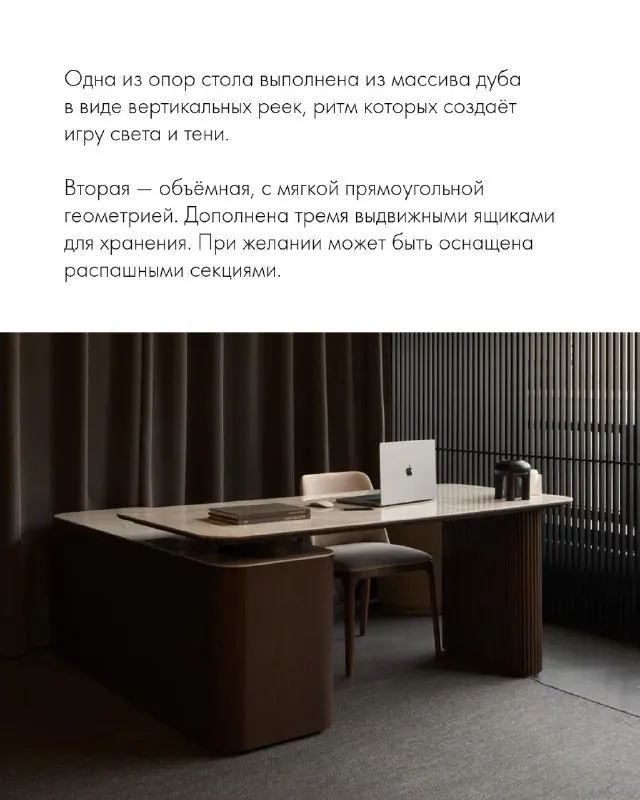 Одна из опор стола выполнена из массива дуба
в виде вертикальных реек, ритм которых создаёт
игру света и тени.
Вторая — объёмная, с мягкой прямоугольной
геометрией. Дополнена тремя выдвижными ящиками
для хранения. При желании может быть оснащена
распашными секциями.